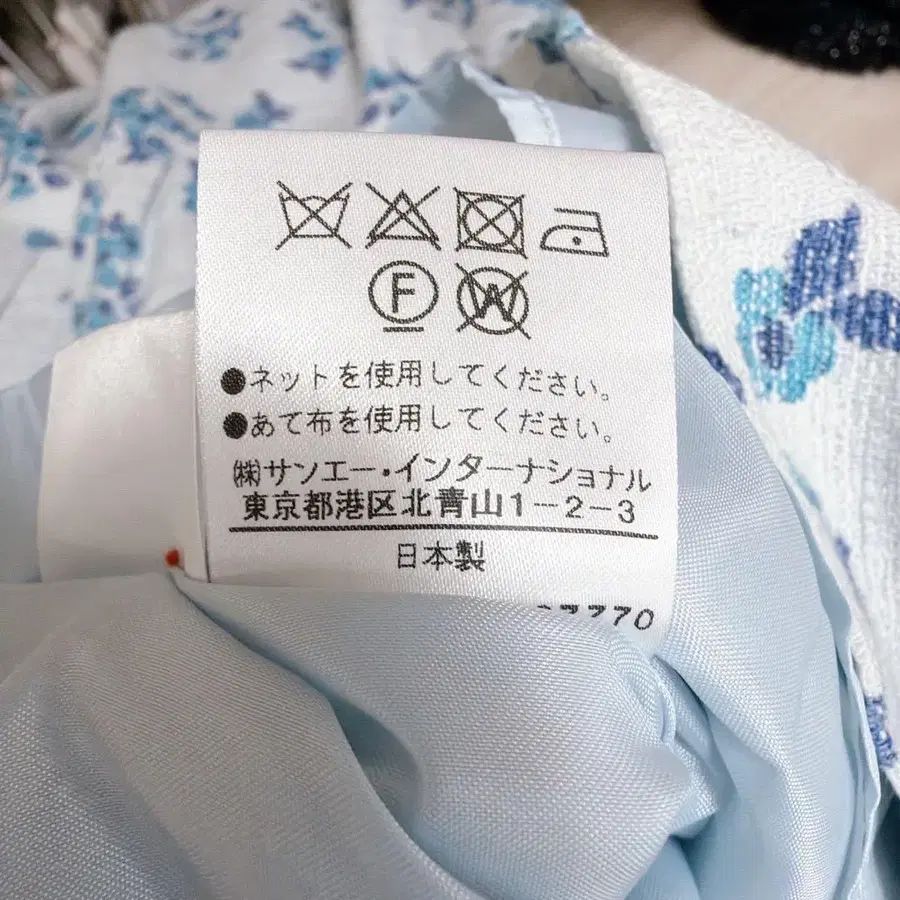 F W
●ネットを使用してください。
●あて布を使用してください。
㈱サンエー・インターナショナル
東京都港区北青山1-2-3
日本製
7770